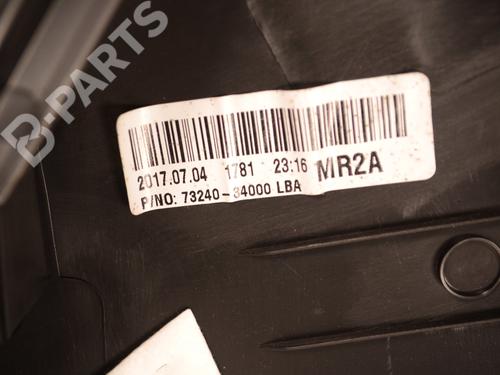 B-PARTS
2017.07.04 1781 23:16 MR2A
P/NO: 73240-34000 LBA